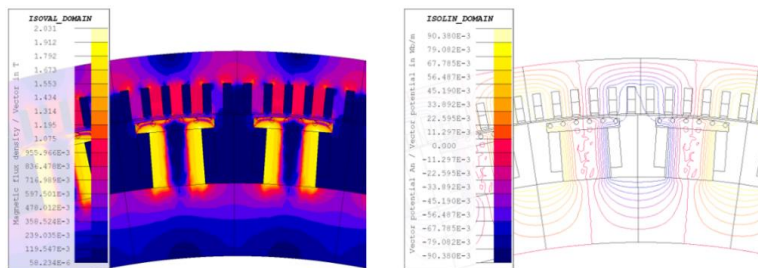 ISOVAL_DOMAIN
2.031
1.912
1.792
1.673
1.553
1.434
1.314
1.195
1.075
955.966E-3
836.478E-3
716.989E-3
597.501E-3
478.012E-3
358.524E-3
239.035E-3
119.547E-3
58.234E-6
Magnetic flux density / Vector in T
ISOLIN_DOMAIN
90.380E-3
79.082E-3
67.785E-3
56.487E-3
45.190E-3
33.892E-3
22.595E-3
11.297E-3
0.000
-11.297E-3
-22.595E-3
-33.892E-3
-45.190E-3
-56.487E-3
-67.785E-3
-79.082E-3
-90.380E-3
Vector potential An / Vector potential in Wb/m